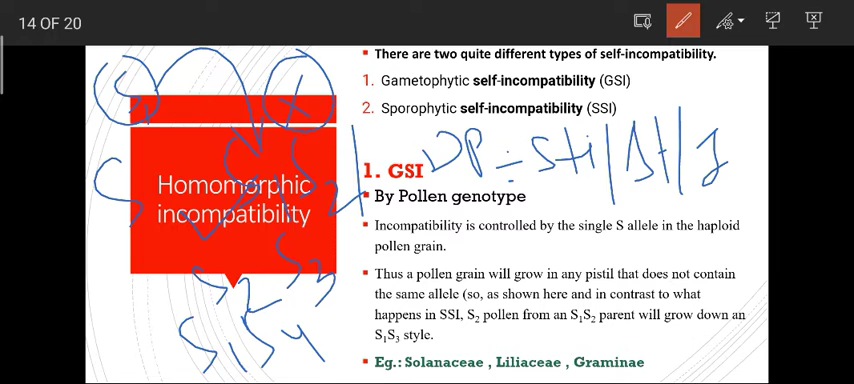 14 OF 20
There are two quite different types of self-incompatibility.
1. Gametophytic self-incompatibility (GSI)
2. Sporophytic self-incompatibility (SSI)
Homomorphic
incompatibility
1. GSI
By Pollen genotype
Incompatibility is controlled by the single S allele in the haploid
pollen grain.
Thus a pollen grain will grow in any pistil that does not contain
the same allele (so, as shown here and in contrast to what
happens in SSI, S₂ pollen from an S₁S₂ parent will grow down an
S₁S₃ style.
Eg.: Solanaceae , Liliaceae , Graminae
S2
S3
S1S4